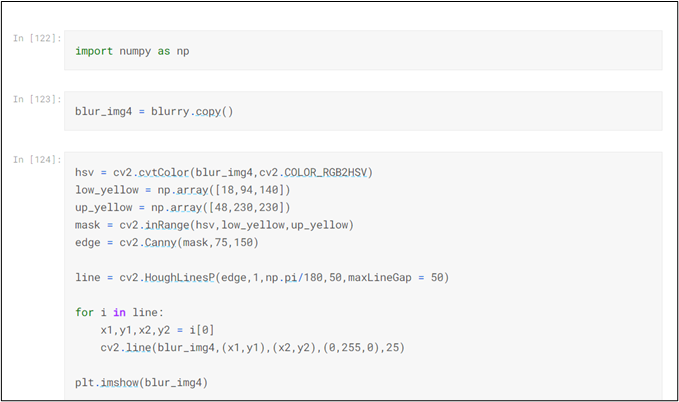 In [122]:
import numpy as np
In [123]:
blur_img4 = blurry.copy()
In [124]:
hsv = cv2.cvtColor(blur_img4,cv2.COLOR_RGB2HSV)
low_yellow = np.array([18,94,140])
up_yellow = np.array([48,230,230])
mask = cv2.inRange(hsv,low_yellow,up_yellow)
edge = cv2.Canny(mask,75,150)
line = cv2.HoughLinesP(edge,1,np.pi/180,50,maxLineGap = 50)
for i in line:
    x1,y1,x2,y2 = i[0]
    cv2.line(blur_img4,(x1,y1),(x2,y2),(0,255,0),25)
plt.imshow(blur_img4)